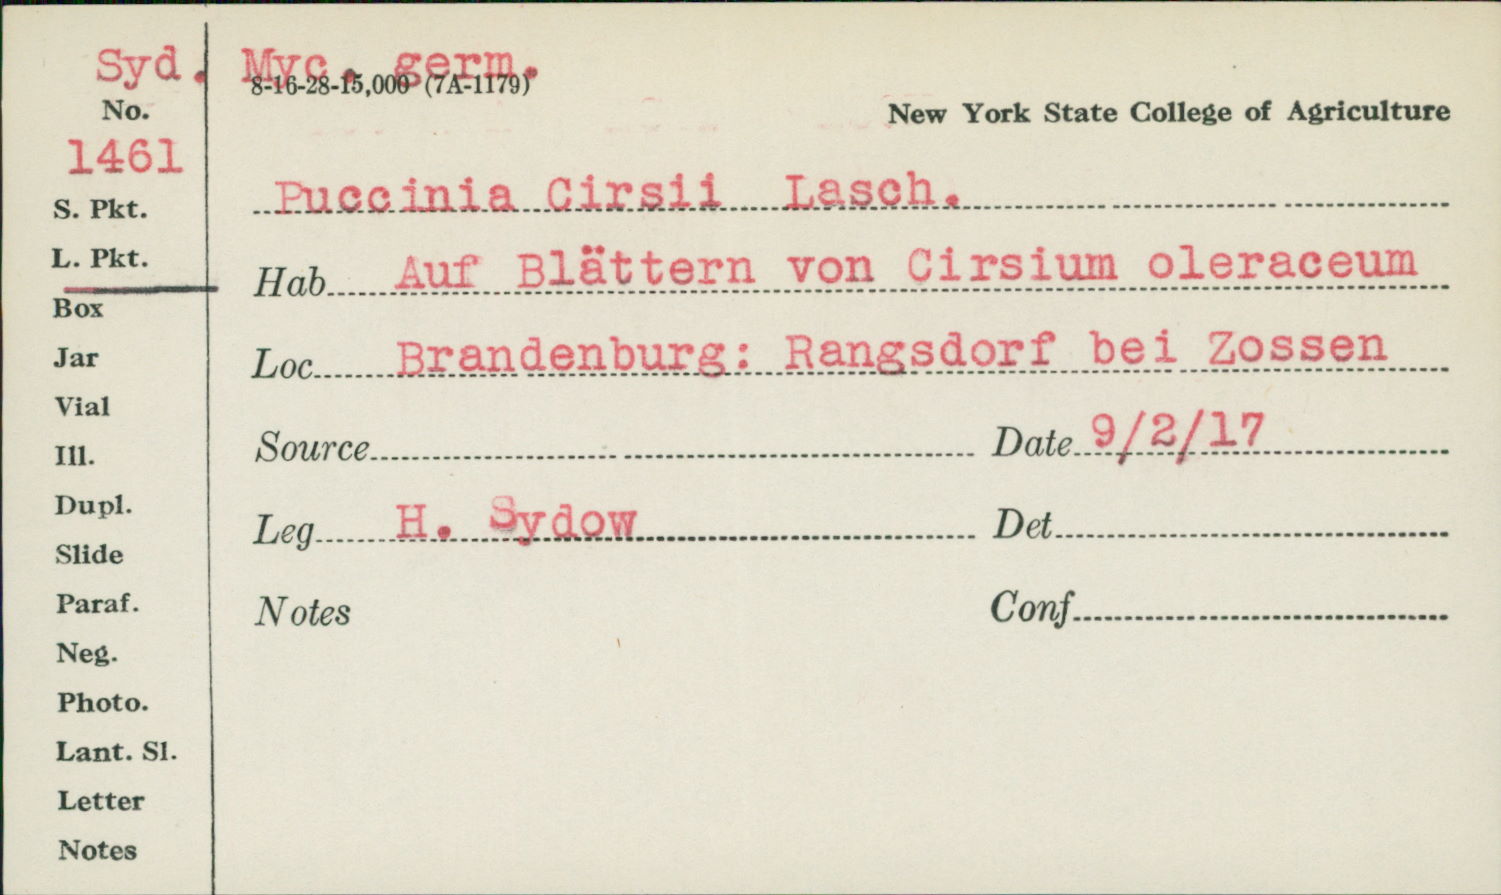 Syd. Myc. germ.
8-16-28-15,000 (7A-1179)
No.
New York State College of Agriculture
1461
Puccinia Cirsii Lasch.
S. Pkt.
L. Pkt.
Hab Auf Blättern von Cirsium oleraceum
Box
Loc Brandenburg: Rangsdorf bei Zossen
Jar
Vial
Source Date 9/2/17
Ill.
Dupl.
Leg H. Sydow Det
Slide
Paraf.
Notes Conf
Neg.
Photo.
Lant. Sl.
Letter
Notes